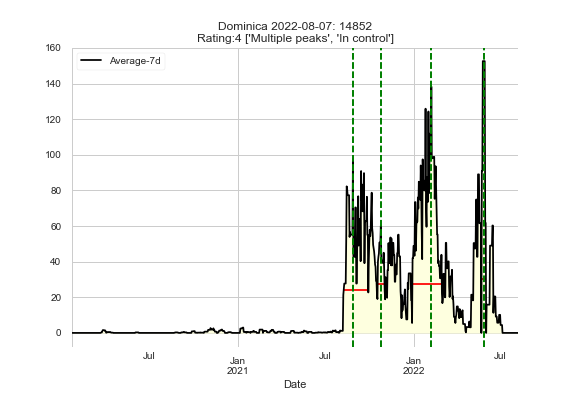 Dominica 2022-08-07: 14852
Rating:4 ['Multiple peaks', 'In control']
Average-7d
160
140
120
100
80
60
40
20
0
Jul
Jan
2021
Jul
Jan
2022
Jul
Date